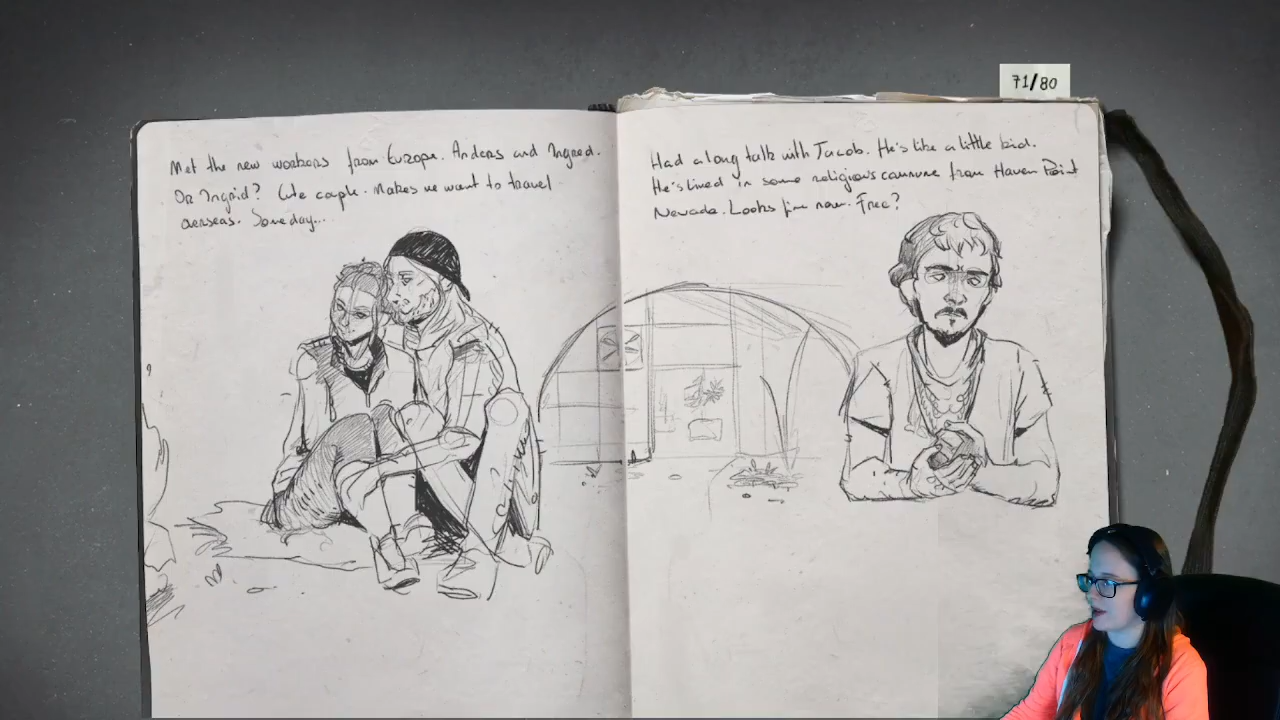 71/80
Met the new workers from Europe. Anders and Ingred.
Or Ingrid? Cute couple. Makes me want to travel
overseas. Someday...
Had a long talk with Jacob. He's like a little bird.
He's lived in some religious commune from Haven Point
Nevada. Looks fine now. Free?